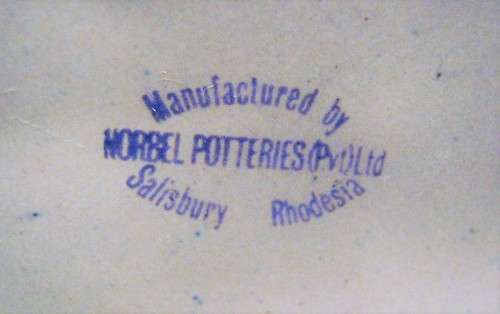 Manufactured by
NORBEL POTTERIES (Pvt) Ltd
Salisbury Rhodesia